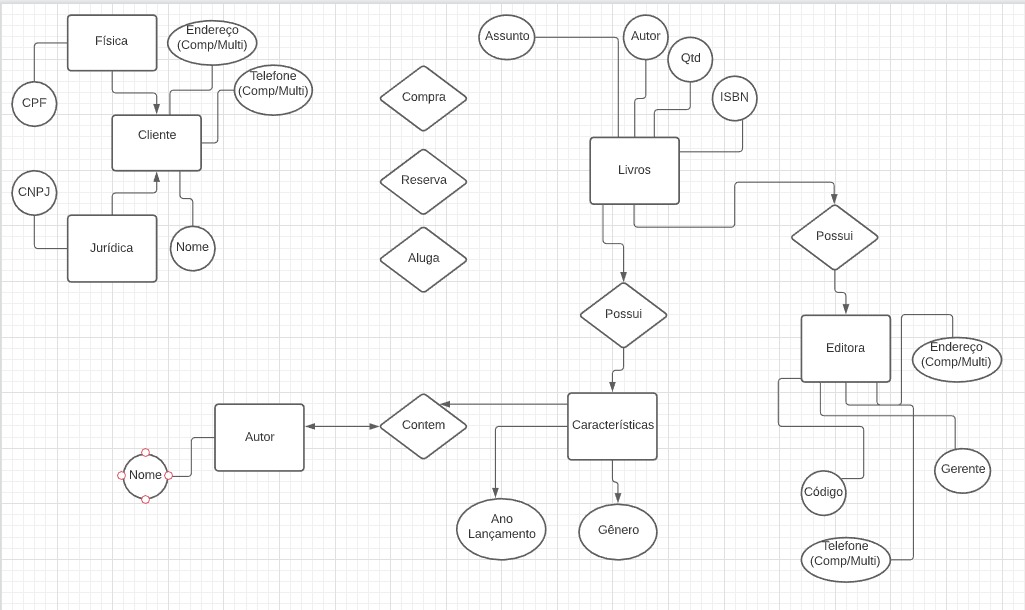 Física
Endereço
(Comp/Multi)
Telefone
(Comp/Multi)
CPF
Cliente
CNPJ
Jurídica
Nome
Compra
Reserva
Aluga
Assunto
Autor
Qtd
ISBN
Livros
Possui
Possui
Editora
Endereço
(Comp/Multi)
Características
Contem
Autor
Nome
Ano
Lançamento
Gênero
Código
Gerente
Telefone
(Comp/Multi)